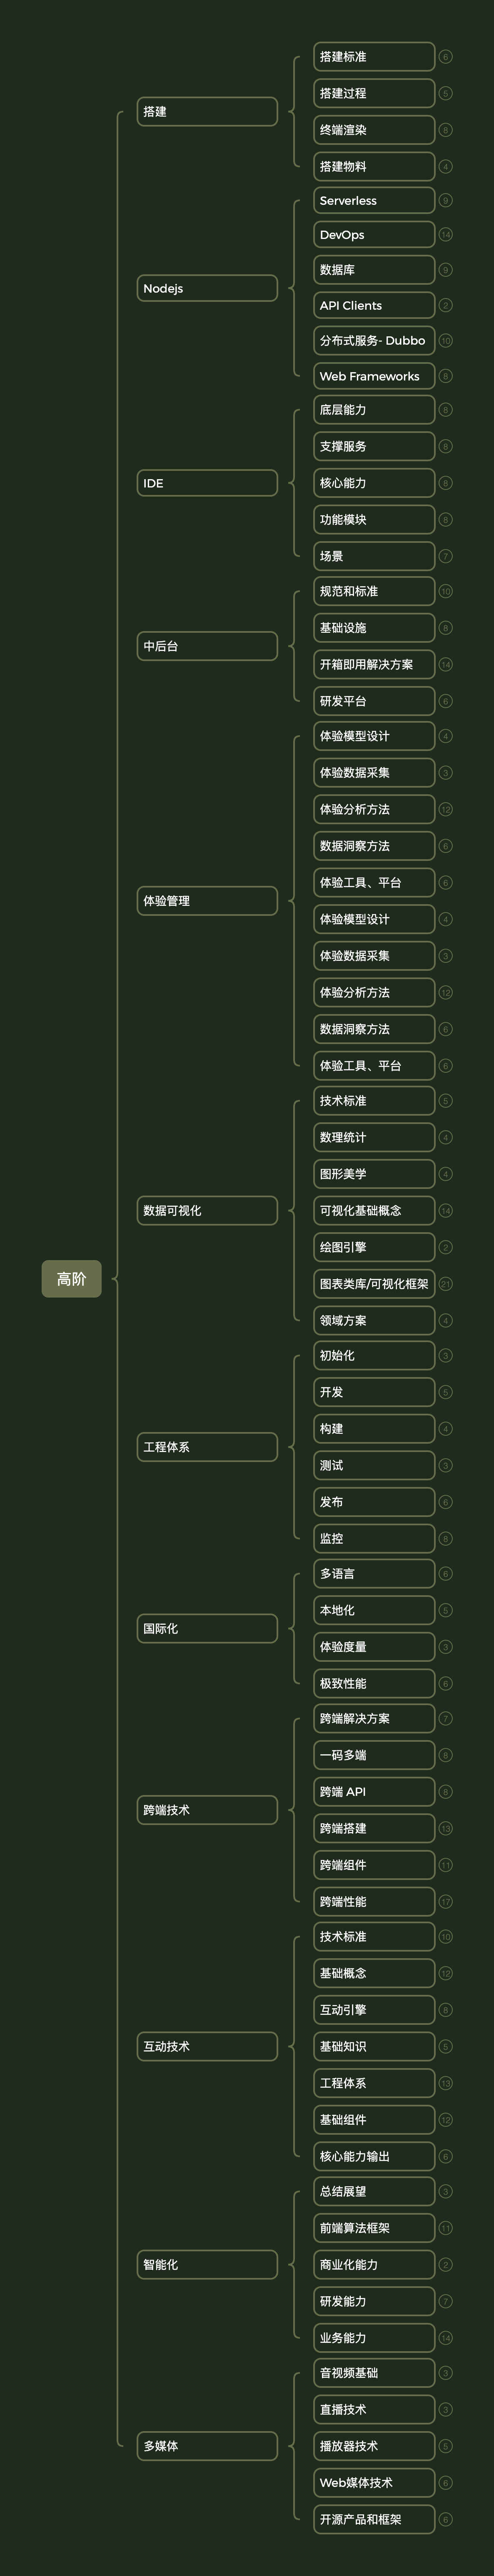 高阶
搭建
搭建标准 6
搭建过程 5
终端渲染 8
搭建物料 4
Nodejs
Serverless 9
DevOps 14
数据库 9
API Clients 2
分布式服务- Dubbo 10
Web Frameworks 8
IDE
底层能力 8
支撑服务 8
核心能力 8
功能模块 8
场景 7
中后台
规范和标准 10
基础设施 8
开箱即用解决方案 14
研发平台 6
体验管理
体验模型设计 4
体验数据采集 3
体验分析方法 12
数据洞察方法 6
体验工具、平台 6
体验模型设计 4
体验数据采集 3
体验分析方法 12
数据洞察方法 6
体验工具、平台 6
数据可视化
技术标准 5
数理统计 4
图形美学 4
可视化基础概念 14
绘图引擎 2
图表类库/可视化框架 21
领域方案 4
工程体系
初始化 3
开发 5
构建 4
测试 3
发布 6
监控 8
国际化
多语言 6
本地化 5
体验度量 3
极致性能 6
跨端技术
跨端解决方案 7
一码多端 8
跨端 API 8
跨端搭建 13
跨端组件 11
跨端性能 17
互动技术
技术标准 10
基础概念 12
互动引擎 8
基础知识 5
工程体系 13
基础组件 12
核心能力输出 6
智能化
总结展望 3
前端算法框架 11
商业化能力 2
研发能力 7
业务能力 14
多媒体
音视频基础 3
直播技术 3
播放器技术 5
Web媒体技术 6
开源产品和框架 6